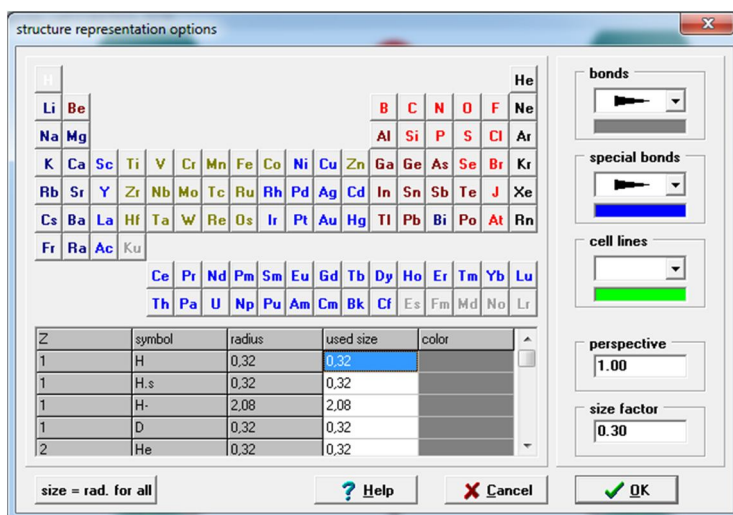 structure representation options
H He
Li Be B C N O F Ne
Na Mg Al Si P S Cl Ar
K Ca Sc Ti V Cr Mn Fe Co Ni Cu Zn Ga Ge As Se Br Kr
Rb Sr Y Zr Nb Mo Tc Ru Rh Pd Ag Cd In Sn Sb Te J Xe
Cs Ba La Hf Ta W Re Os Ir Pt Au Hg Tl Pb Bi Po At Rn
Fr Ra Ac Ku
Ce Pr Nd Pm Sm Eu Gd Tb Dy Ho Er Tm Yb Lu
Th Pa U Np Pu Am Cm Bk Cf Es Fm Md No Lr
Z symbol radius used size color
1 H 0,32 0,32
1 H.s 0,32 0,32
1 H- 2,08 2,08
1 D 0,32 0,32
2 He 0,32 0,32
bonds
special bonds
cell lines
perspective
1.00
size factor
0.30
size = rad. for all
? Help
Cancel
OK